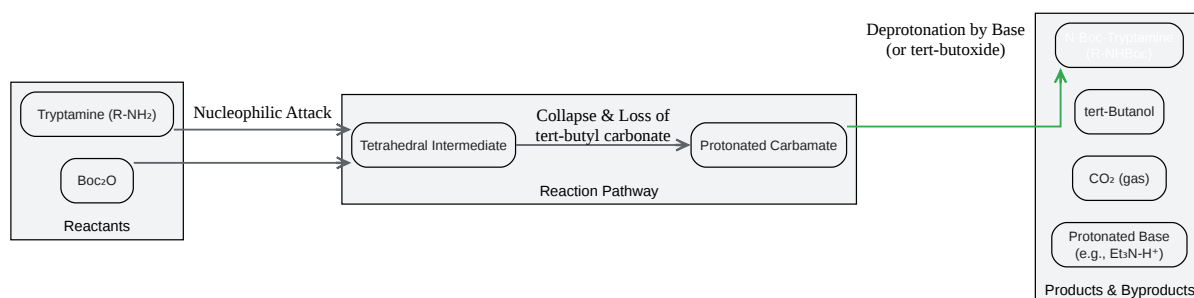 Tryptamine (R-NH₂)
Boc₂O
Reactants
Nucleophilic Attack
Tetrahedral Intermediate
Collapse & Loss of
tert-butyl carbonate
Protonated Carbamate
Reaction Pathway
Deprotonation by Base
(or tert-butoxide)
N-Boc-Tryptamine
(R-NHBoc)
tert-Butanol
CO₂ (gas)
Protonated Base
(e.g., Et₃N-H⁺)
Products & Byproducts